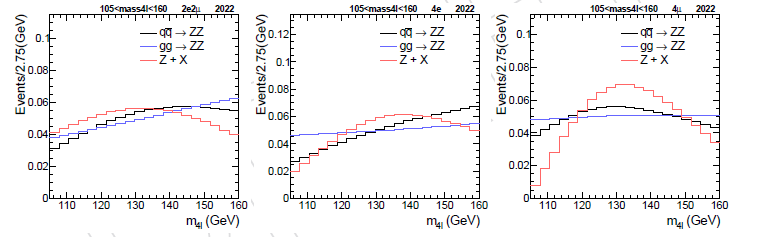 105<mass4l<160 2e2μ 2022
Events/2.75(GeV)
0.1
0.08
0.06
0.04
0.02
0
qq̄ → ZZ
gg → ZZ
Z + X
110 120 130 140 150 160
m4l (GeV)
105<mass4l<160 4e 2022
Events/2.75(GeV)
0.12
0.1
0.08
0.06
0.04
0.02
0
qq̄ → ZZ
gg → ZZ
Z + X
110 120 130 140 150 160
m4l (GeV)
105<mass4l<160 4μ 2022
Events/2.75(GeV)
0.1
0.08
0.06
0.04
0.02
0
qq̄ → ZZ
gg → ZZ
Z + X
110 120 130 140 150 160
m4l (GeV)